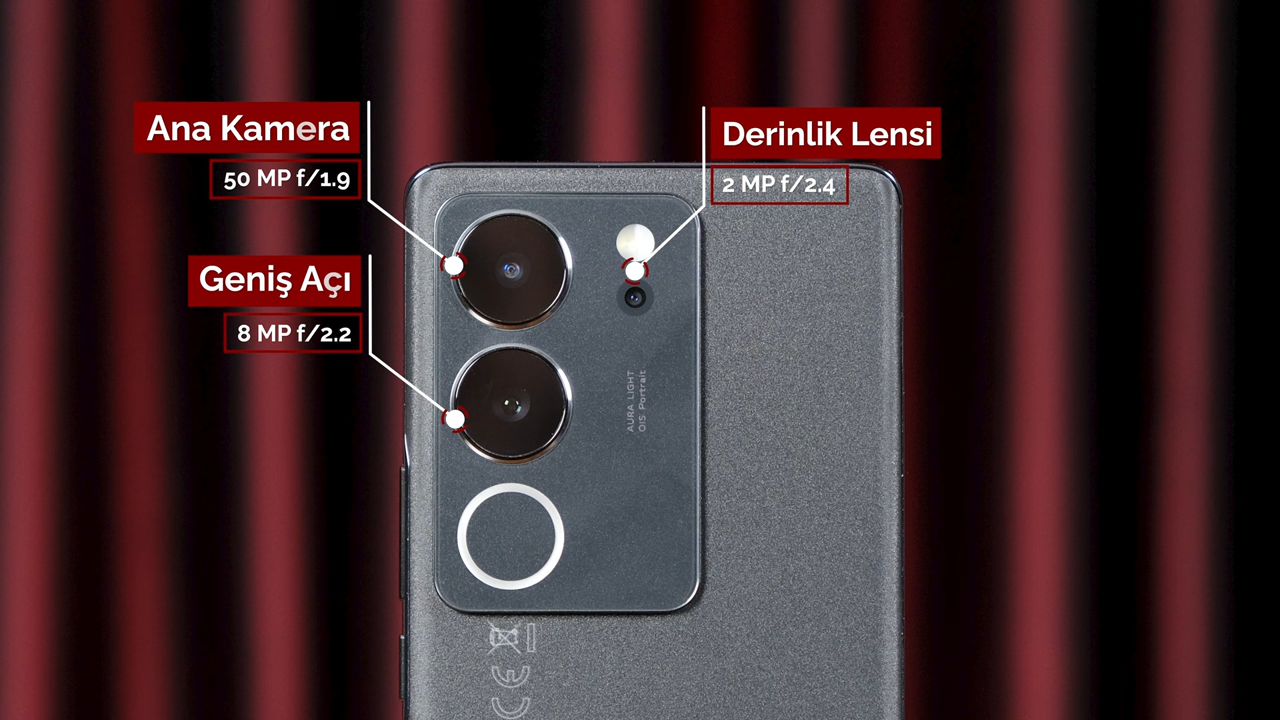 Ana Kamera
50 MP f/1.9
Geniş Açı
8 MP f/2.2
Derinlik Lensi
2 MP f/2.4
AURA LIGHT
OIS Portrait
CE